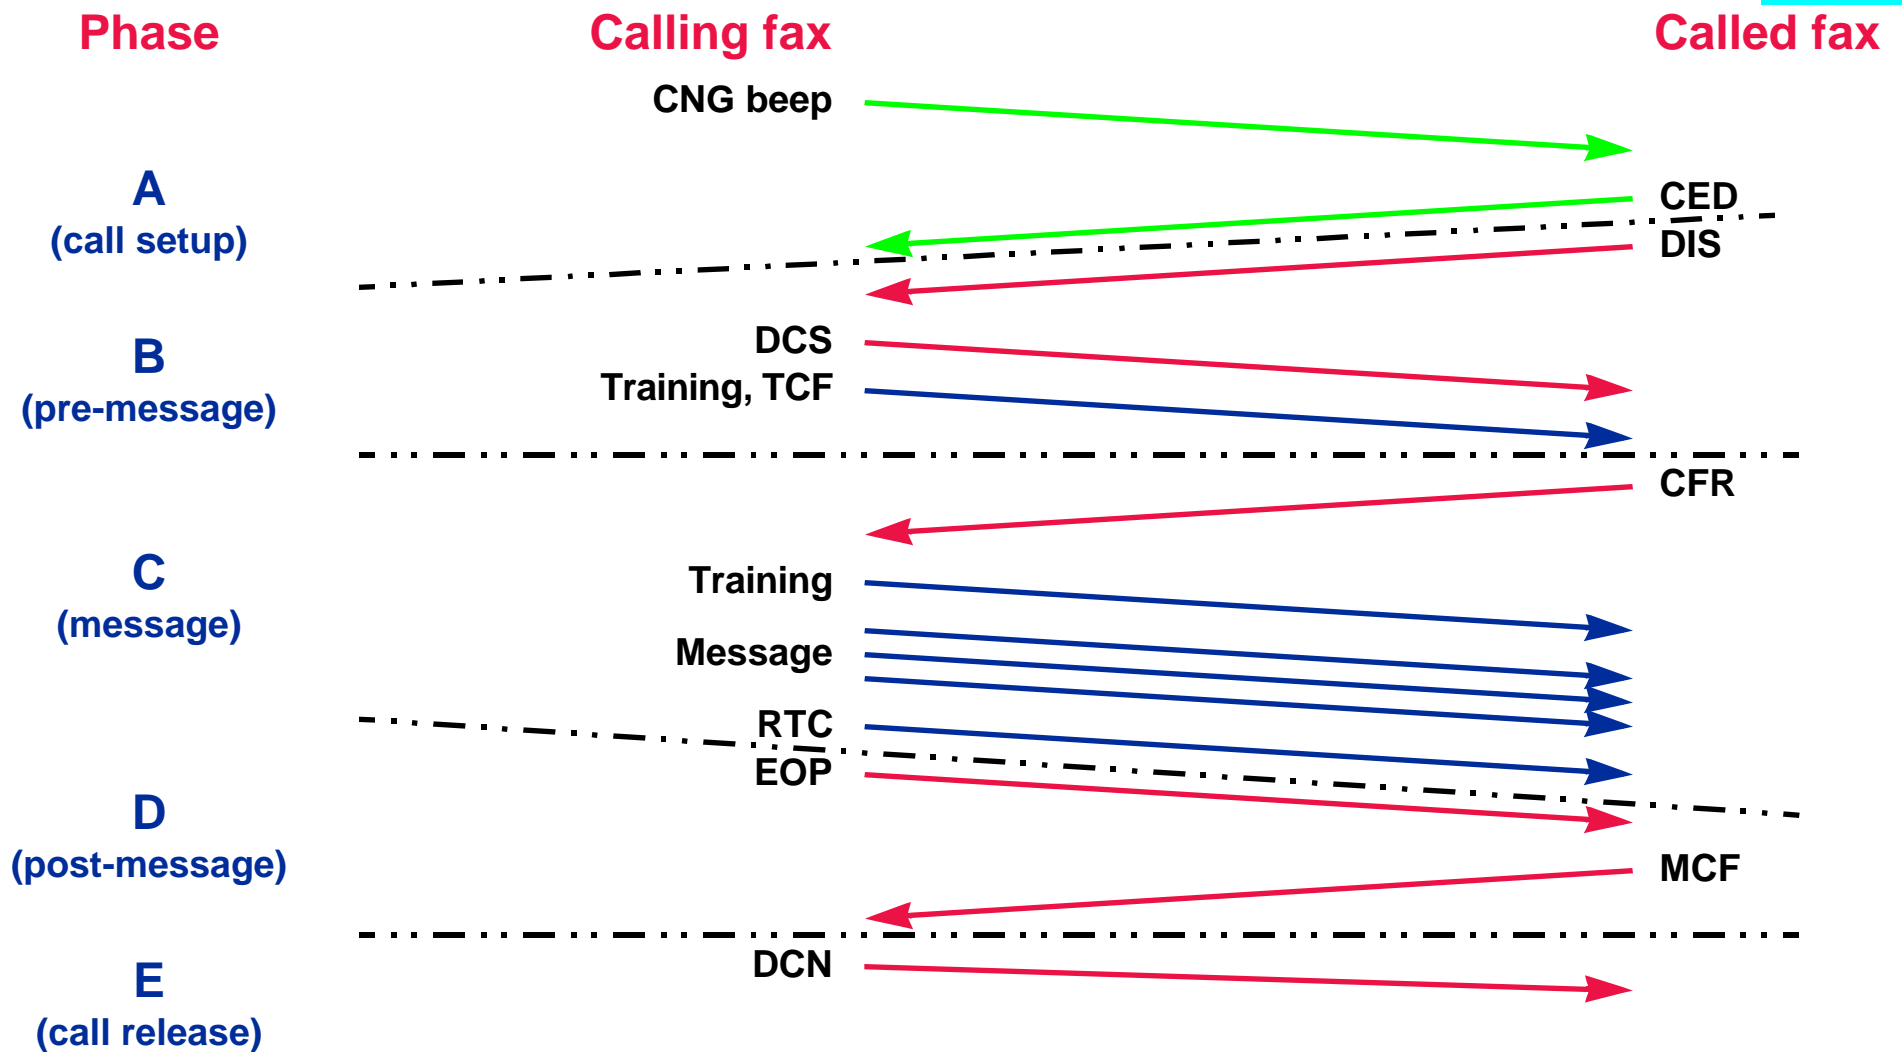 Phase Calling fax Called fax
CNG beep
A
(call setup)
CED
DIS
B
(pre-message)
DCS
Training, TCF
CFR
C
(message)
Training
Message
RTC
EOP
D
(post-message)
MCF
DCN
E
(call release)